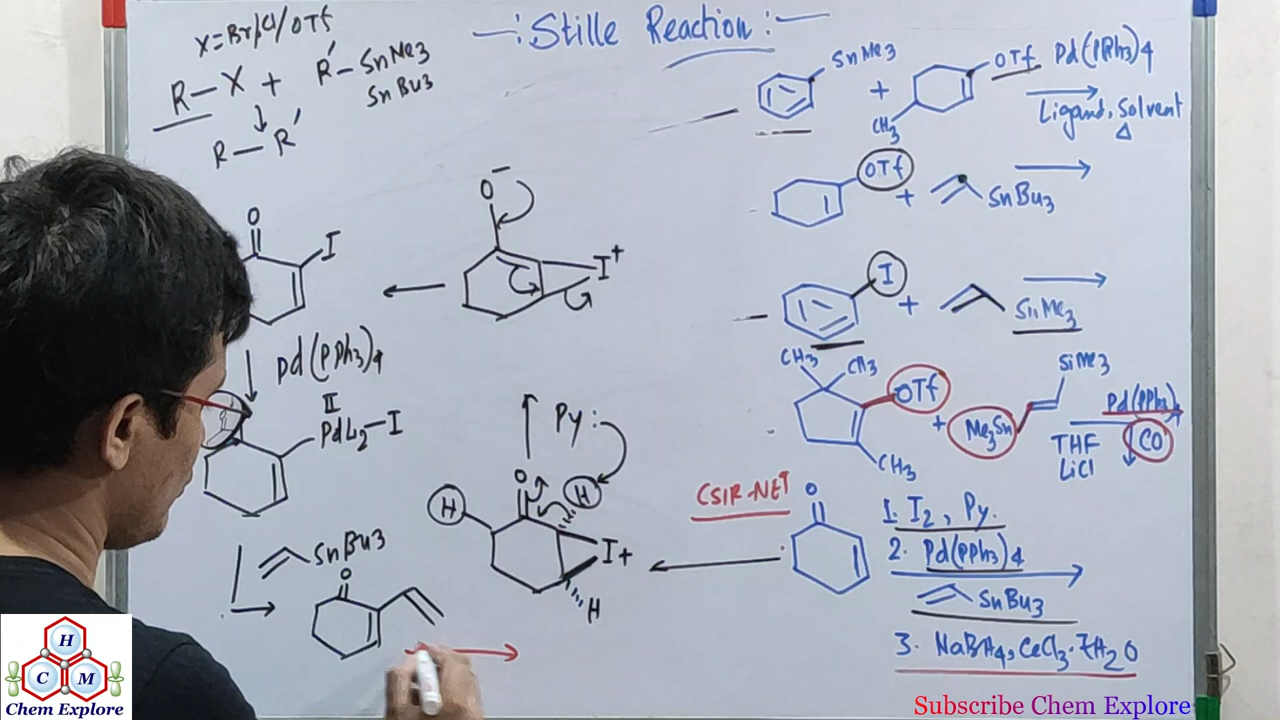 -: Stille Reaction :-
X=Br/Cl/OTf
R-X + R'-SnMe3
SnBu3
R-R'
SnMe3
+
OTf
CH3
Pd(PPh3)4
Ligand, Solvent
Δ
OTf
+
SnBu3
I
+
SnMe3
CH3
CH3
OTf
CH3
+
Me3Sn
SiMe3
Pd(PPh3)4
THF
LiCl
CO
O-
I+
O
I
Pd(PPh3)4
II
PdL2-I
SnBu3
O
Py:
O
H
H
I+
H
CSIR-NET
O
1. I2, Py.
2. Pd(PPh3)4
SnBu3
3. NaBH4, CeCl3.7H2O
H
C M
Chem Explore
Subscribe Chem Explore